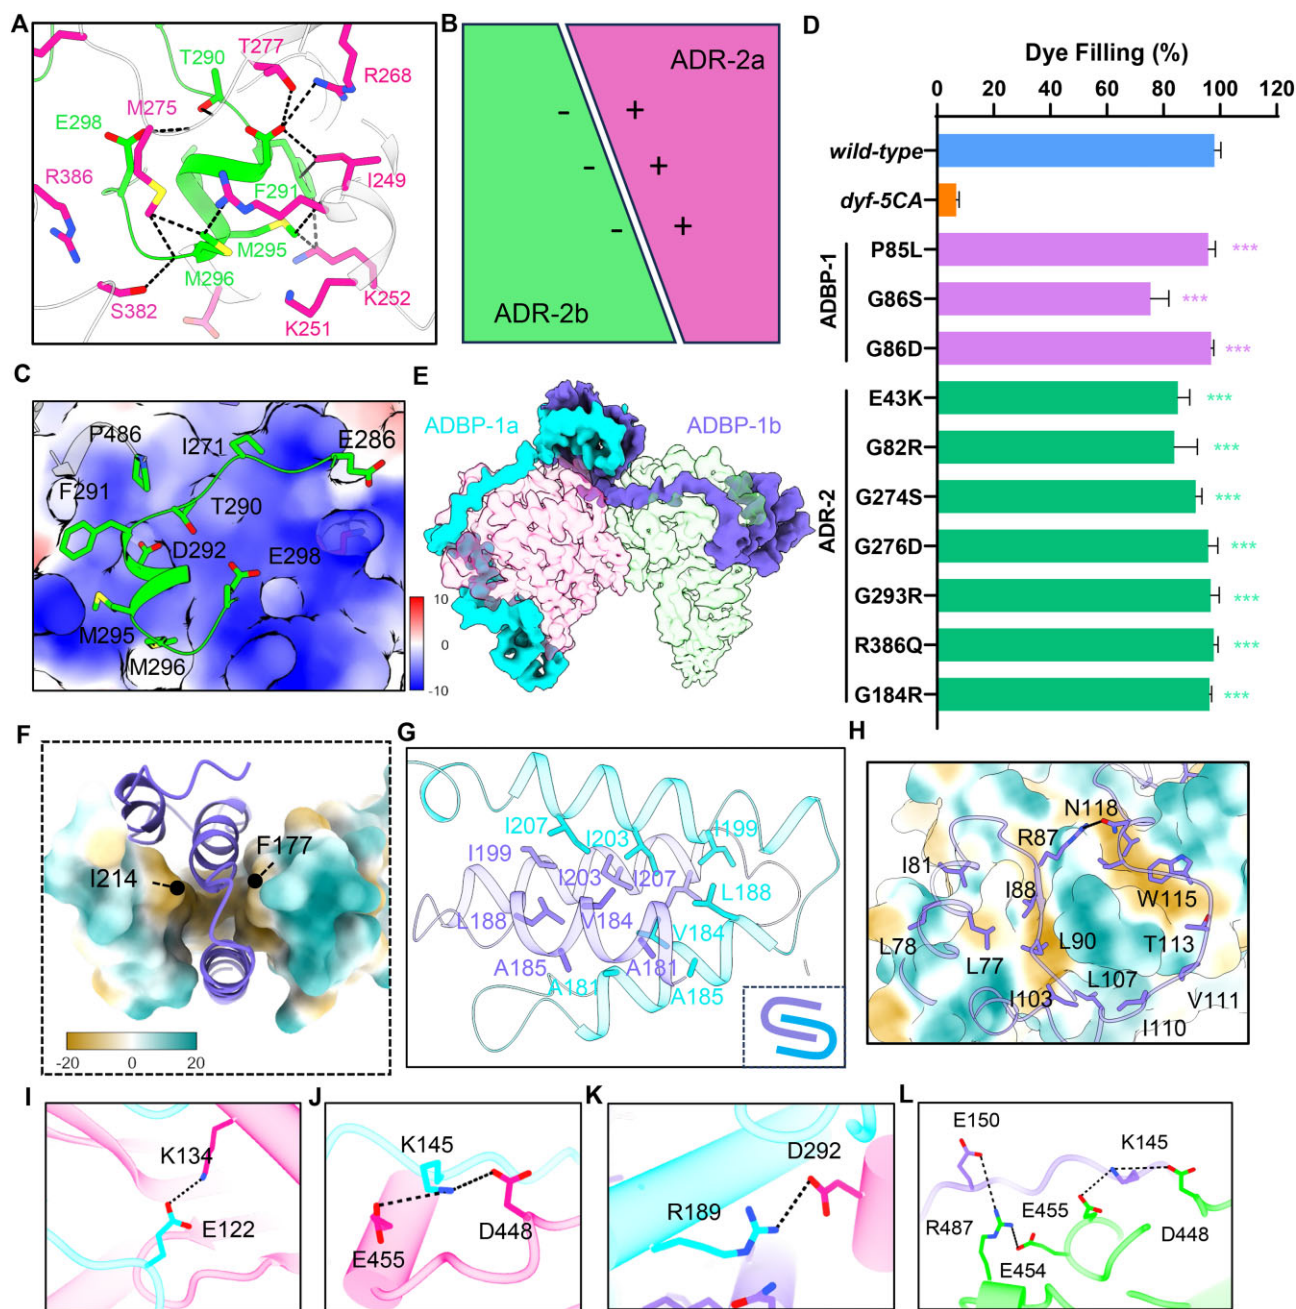 A
T290
T277
R268
M275
E298
R386
F291
I249
M295
M296
S382
K252
K251
B
ADR-2a
-
+
-
+
-
+
ADR-2b
D
Dye Filling (%)
0 20 40 60 80 100 120
wild-type
dyf-5CA
ADBP-1
P85L ***
G86S ***
G86D ***
ADR-2
E43K ***
G82R ***
G274S ***
G276D ***
G293R ***
R386Q ***
G184R ***
C
P486
I271
E286
F291
T290
D292
E298
M295
M296
10
0
-10
E
ADBP-1a
ADBP-1b
F
F177
I214
-20 0 20
G
I207
I203
I199
I199
I203
I207
L188
L188
V184
V184
A185
A181
A181
A185
H
N118
R87
I81
I88
W115
L78
L90
T113
L77
L107
I103
V111
I110
I
K134
E122
J
K145
E455
D448
K
D292
R189
L
E150
K145
E455
R487
D448
E454